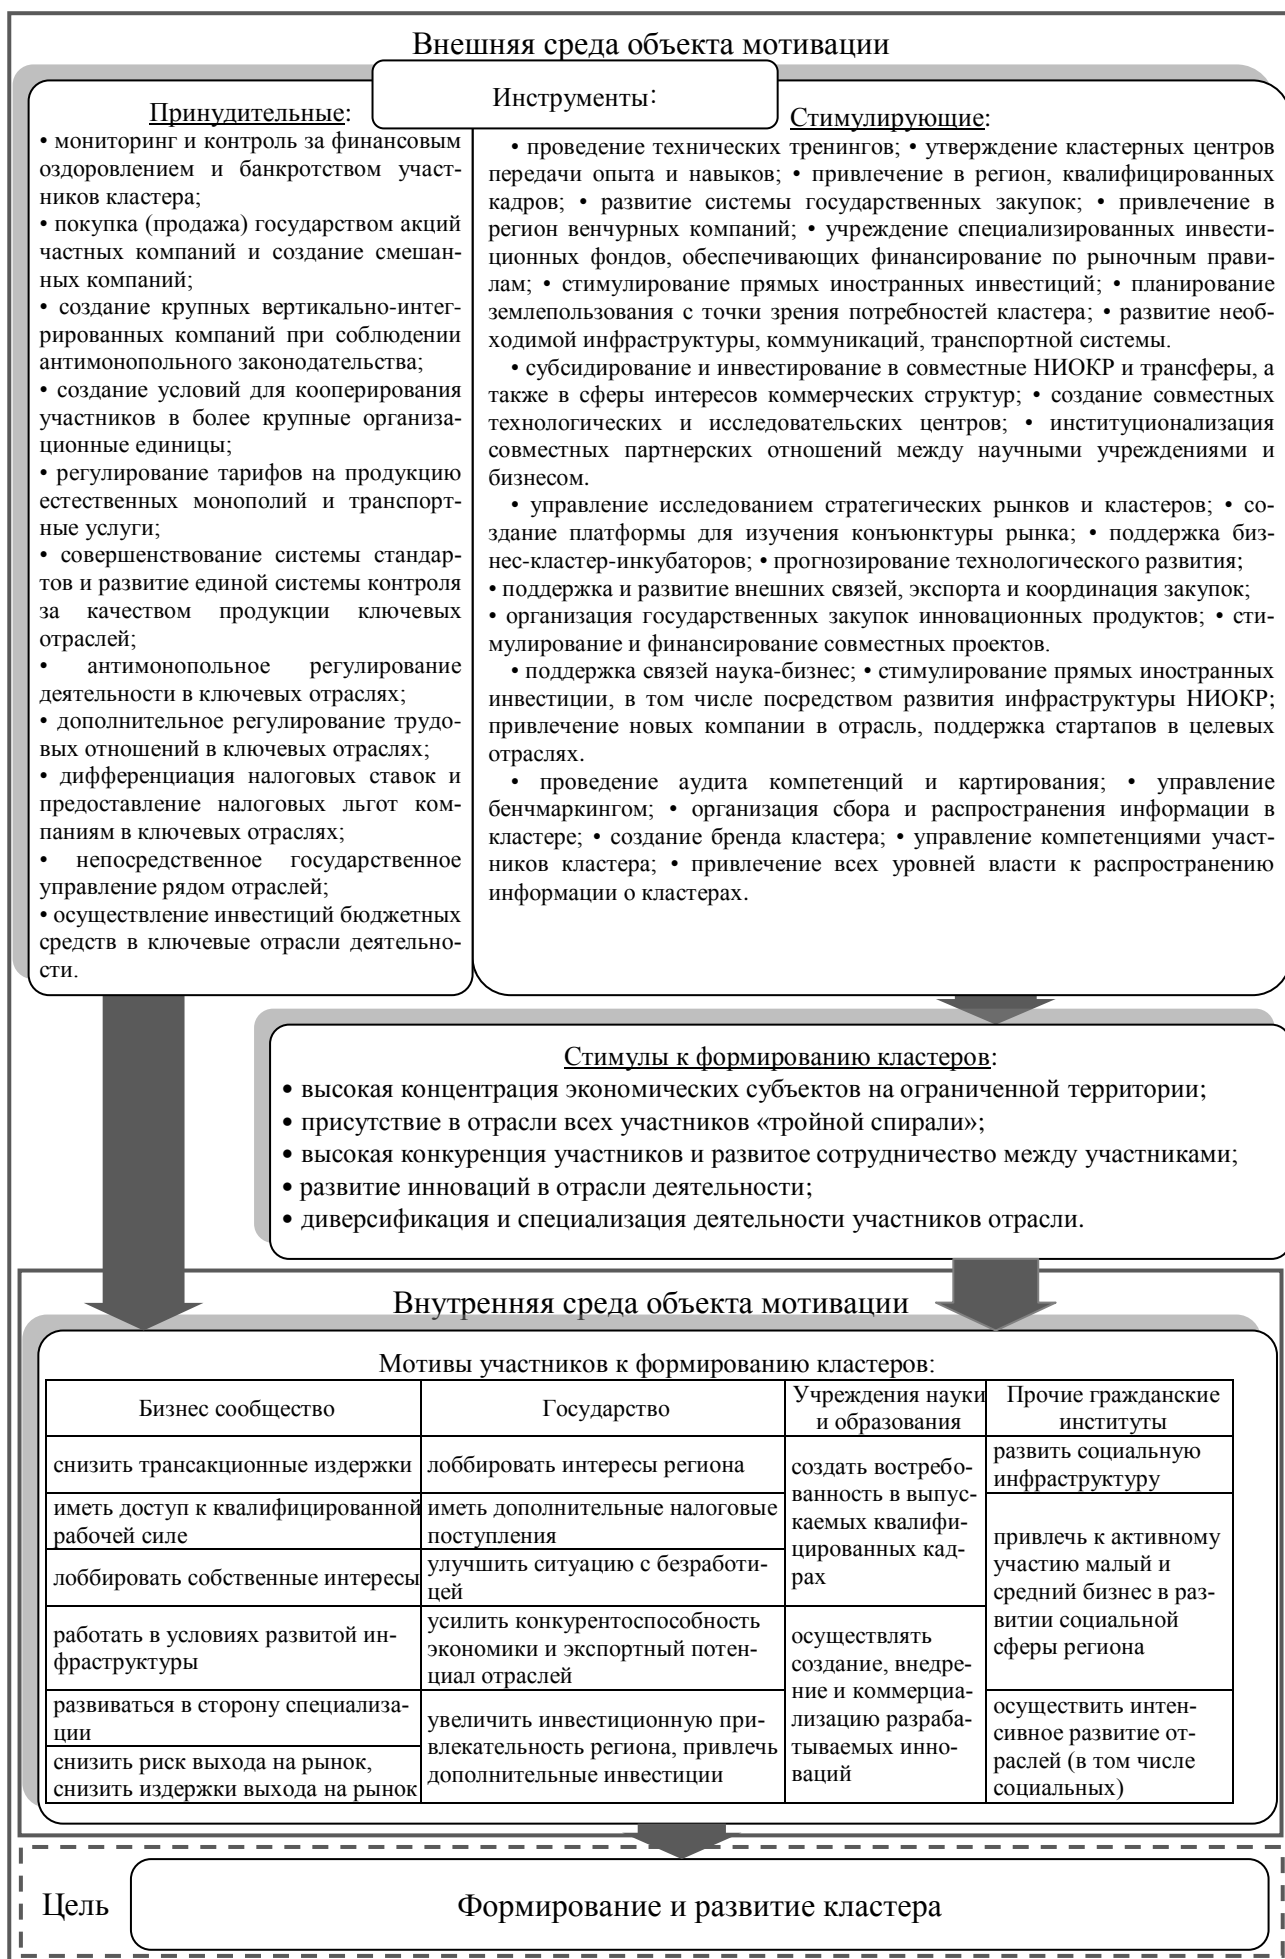 Внешняя среда объекта мотивации
Инструменты:
Принудительные:
• мониторинг и контроль за финансовым
оздоровлением и банкротством участ-
ников кластера;
• покупка (продажа) государством акций
частных компаний и создание смешан-
ных компаний;
• создание крупных вертикально-интег-
рированных компаний при соблюдении
антимонопольного законодательства;
• создание условий для кооперирования
участников в более крупные организа-
ционные единицы;
• регулирование тарифов на продукцию
естественных монополий и транспорт-
ные услуги;
• совершенствование системы стандар-
тов и развитие единой системы контроля
за качеством продукции ключевых
отраслей;
• антимонопольное регулирование
деятельности в ключевых отраслях;
• дополнительное регулирование трудо-
вых отношений в ключевых отраслях;
• дифференциация налоговых ставок и
предоставление налоговых льгот ком-
паниям в ключевых отраслях;
• непосредственное государственное
управление рядом отраслей;
• осуществление инвестиций бюджетных
средств в ключевые отрасли деятельно-
сти.
Стимулирующие:
• проведение технических тренингов; • утверждение кластерных центров
передачи опыта и навыков; • привлечение в регион, квалифицированных
кадров; • развитие системы государственных закупок; • привлечение в
регион венчурных компаний; • учреждение специализированных инвести-
ционных фондов, обеспечивающих финансирование по рыночным прави-
лам; • стимулирование прямых иностранных инвестиций; • планирование
землепользования с точки зрения потребностей кластера; • развитие необ-
ходимой инфраструктуры, коммуникаций, транспортной системы.
• субсидирование и инвестирование в совместные НИОКР и трансферы, а
также в сферы интересов коммерческих структур; • создание совместных
технологических и исследовательских центров; • институционализация
совместных партнерских отношений между научными учреждениями и
бизнесом.
• управление исследованием стратегических рынков и кластеров; • со-
здание платформы для изучения конъюнктуры рынка; • поддержка биз-
нес-кластер-инкубаторов; • прогнозирование технологического развития;
• поддержка и развитие внешних связей, экспорта и координация закупок;
• организация государственных закупок инновационных продуктов; • сти-
мулирование и финансирование совместных проектов.
• поддержка связей наука-бизнес; • стимулирование прямых иностранных
инвестиции, в том числе посредством развития инфраструктуры НИОКР;
привлечение новых компании в отрасль, поддержка стартапов в целевых
отраслях.
• проведение аудита компетенций и картирования; • управление
бенчмаркингом; • организация сбора и распространения информации в
кластере; • создание бренда кластера; • управление компетенциями участ-
ников кластера; • привлечение всех уровней власти к распространению
информации о кластерах.
Стимулы к формированию кластеров:
• высокая концентрация экономических субъектов на ограниченной территории;
• присутствие в отрасли всех участников «тройной спирали»;
• высокая конкуренция участников и развитое сотрудничество между участниками;
• развитие инноваций в отрасли деятельности;
• диверсификация и специализация деятельности участников отрасли.
Внутренняя среда объекта мотивации
Мотивы участников к формированию кластеров:
Бизнес сообщество
Государство
Учреждения науки
и образования
Прочие гражданские
институты
снизить трансакционные издержки
иметь доступ к квалифицированной
рабочей силе
лоббировать собственные интересы
работать в условиях развитой ин-
фраструктуры
развиваться в сторону специализа-
ции
снизить риск выхода на рынок,
снизить издержки выхода на рынок
лоббировать интересы региона
иметь дополнительные налоговые
поступления
улучшить ситуацию с безработи-
цей
усилить конкурентоспособность
экономики и экспортный потен-
циал отраслей
увеличить инвестиционную при-
влекательность региона, привлечь
дополнительные инвестиции
создать востребо-
ванность в выпус-
каемых квалифи-
цированных кад-
рах
осуществлять
создание, внедре-
ние и коммерциа-
лизацию разраба-
тываемых инно-
ваций
развить социальную
инфраструктуру
привлечь к активному
участию малый и
средний бизнес в раз-
витии социальной
сферы региона
осуществить интен-
сивное развитие от-
раслей (в том числе
социальных)
Цель
Формирование и развитие кластера